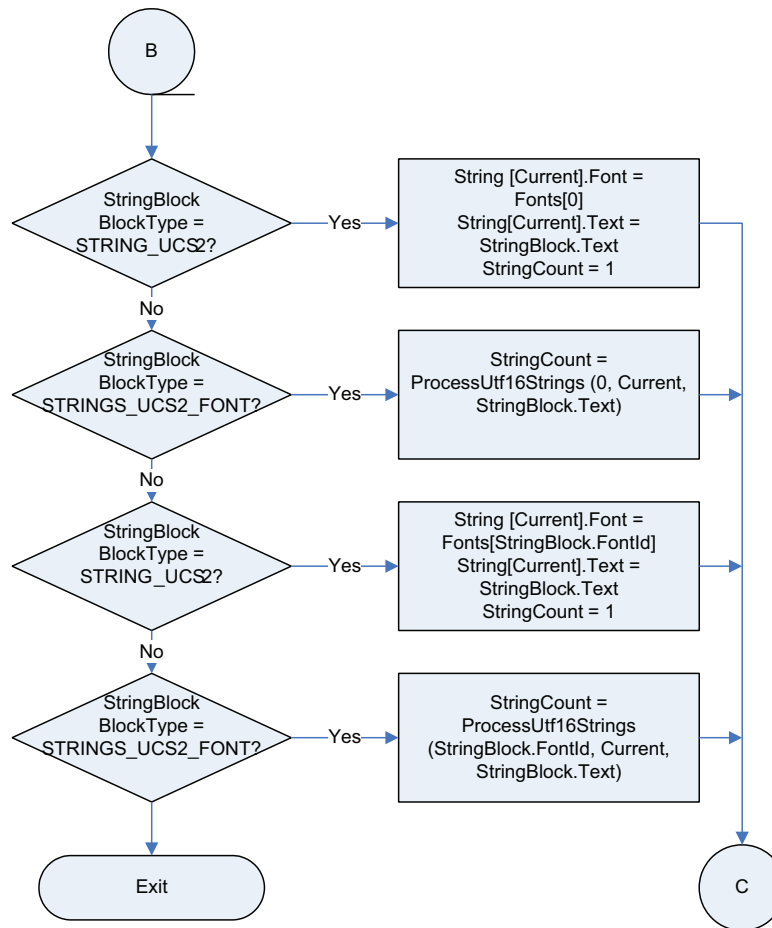 B
StringBlock
BlockType =
STRING_UCS2?
Yes
String [Current].Font =
Fonts[0]
String[Current].Text =
StringBlock.Text
StringCount = 1
No
StringBlock
BlockType =
STRINGS_UCS2_FONT?
Yes
StringCount =
ProcessUtf16Strings (0, Current,
StringBlock.Text)
No
StringBlock
BlockType =
STRING_UCS2?
Yes
String [Current].Font =
Fonts[StringBlock.FontId]
String[Current].Text =
StringBlock.Text
StringCount = 1
No
StringBlock
BlockType =
STRINGS_UCS2_FONT?
Yes
StringCount =
ProcessUtf16Strings
(StringBlock.FontId, Current,
StringBlock.Text)
Exit
C